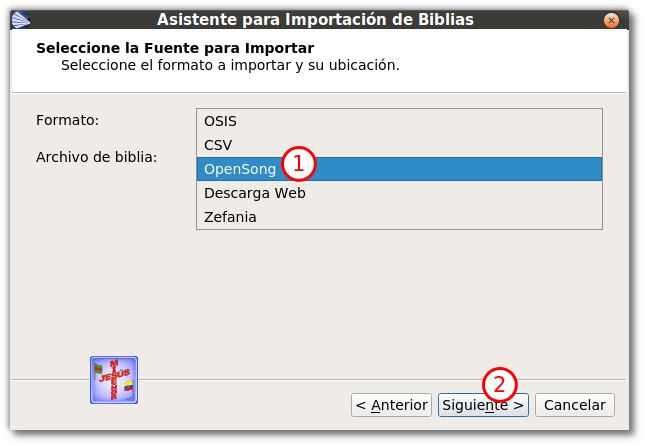 Asistente para Importación de Biblias
Seleccione la Fuente para Importar
Seleccione el formato a importar y su ubicación.
Formato:
OSIS
CSV
Archivo de biblia:
OpenSong
1
Descarga Web
Zefania
JESÚS
2
< Anterior
Siguiente >
Cancelar